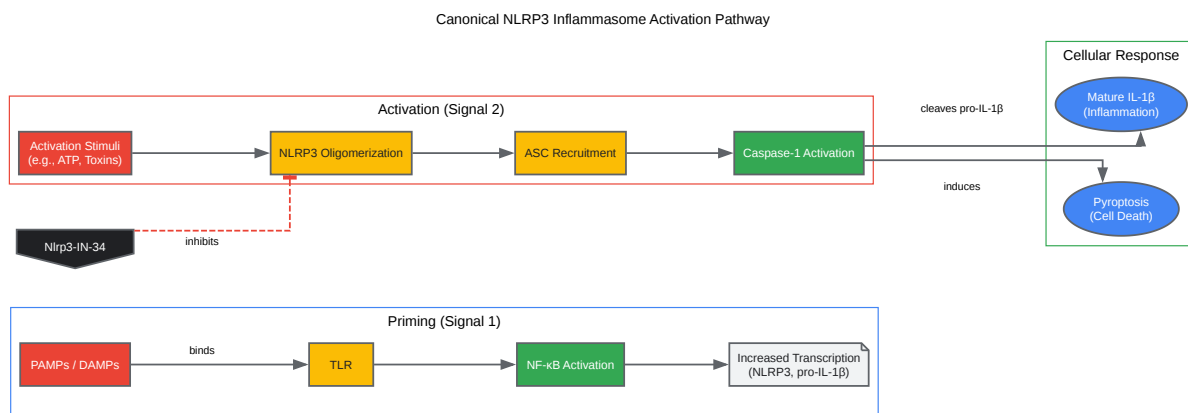 Canonical NLRP3 Inflammasome Activation Pathway
Cellular Response
Activation (Signal 2)
cleaves pro-IL-1β
Mature IL-1β
(Inflammation)
Activation Stimuli
(e.g., ATP, Toxins)
NLRP3 Oligomerization
ASC Recruitment
Caspase-1 Activation
induces
Pyroptosis
(Cell Death)
Nlrp3-IN-34
inhibits
Priming (Signal 1)
PAMPs / DAMPs
binds
TLR
NF-κB Activation
Increased Transcription
(NLRP3, pro-IL-1β)